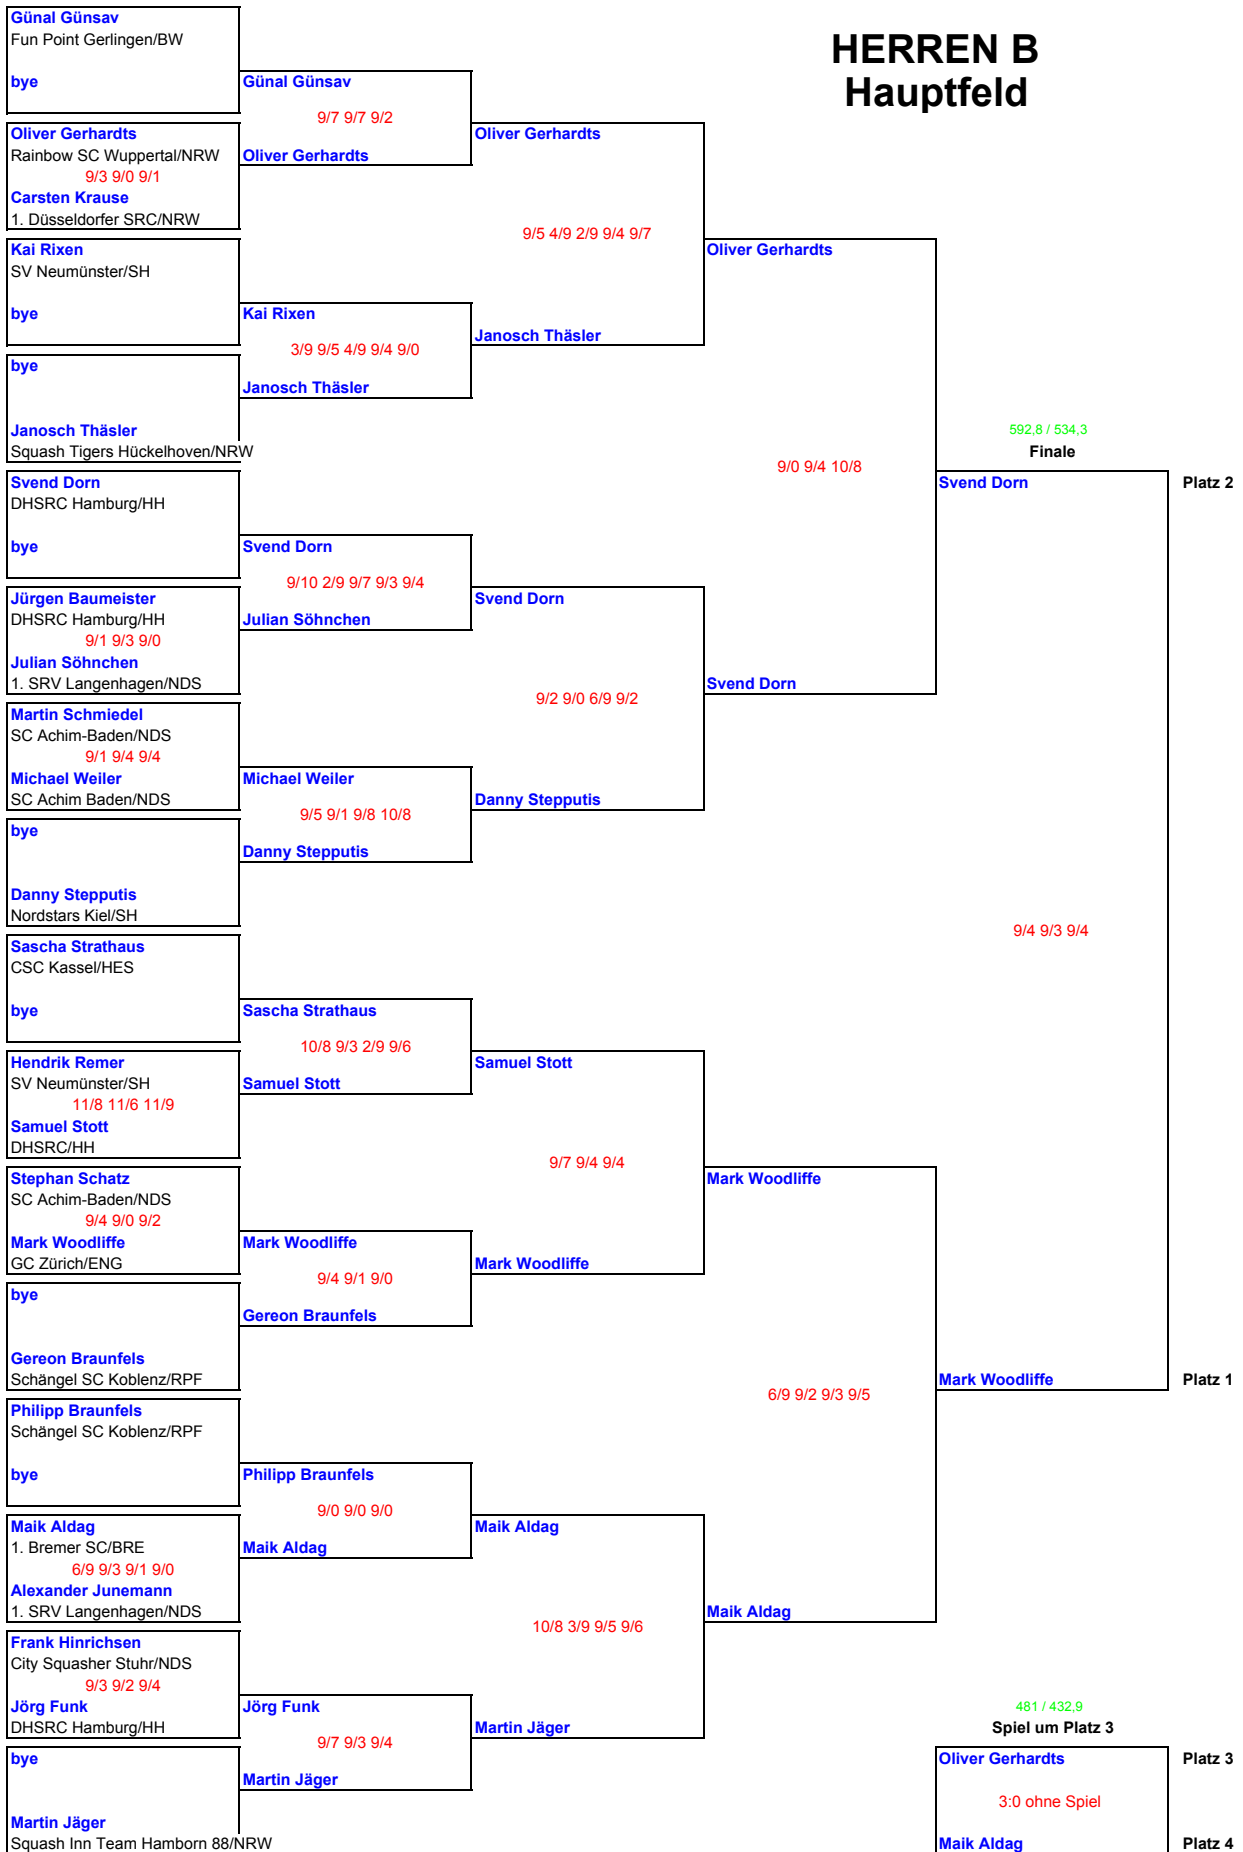 HERREN B
Hauptfeld
Günal Günsav
Fun Point Gerlingen/BW
bye
Oliver Gerhardts
Rainbow SC Wuppertal/NRW
9/3 9/0 9/1
Carsten Krause
1. Düsseldorfer SRC/NRW
Kai Rixen
SV Neumünster/SH
bye
bye
Janosch Thäsler
Squash Tigers Hückelhoven/NRW
Svend Dorn
DHSRC Hamburg/HH
bye
Jürgen Baumeister
DHSRC Hamburg/HH
9/1 9/3 9/0
Julian Söhnchen
1. SRV Langenhagen/NDS
Martin Schmiedel
SC Achim-Baden/NDS
9/1 9/4 9/4
Michael Weiler
SC Achim Baden/NDS
bye
Danny Stepputis
Nordstars Kiel/SH
Sascha Strathaus
CSC Kassel/HES
bye
Hendrik Remer
SV Neumünster/SH
11/8 11/6 11/9
Samuel Stott
DHSRC/HH
Stephan Schatz
SC Achim-Baden/NDS
9/4 9/0 9/2
Mark Woodliffe
GC Zürich/ENG
bye
Gereon Braunfels
Schängel SC Koblenz/RPF
Philipp Braunfels
Schängel SC Koblenz/RPF
bye
Maik Aldag
1. Bremer SC/BRE
6/9 9/3 9/1 9/0
Alexander Junemann
1. SRV Langenhagen/NDS
Frank Hinrichsen
City Squasher Stuhr/NDS
9/3 9/2 9/4
Jörg Funk
DHSRC Hamburg/HH
bye
Martin Jäger
Squash Inn Team Hamborn 88/NRW
Günal Günsav
9/7 9/7 9/2
Oliver Gerhardts
Kai Rixen
3/9 9/5 4/9 9/4 9/0
Janosch Thäsler
Svend Dorn
9/10 2/9 9/7 9/3 9/4
Julian Söhnchen
Michael Weiler
9/5 9/1 9/8 10/8
Danny Stepputis
Sascha Strathaus
10/8 9/3 2/9 9/6
Samuel Stott
Mark Woodliffe
9/4 9/1 9/0
Gereon Braunfels
Philipp Braunfels
9/0 9/0 9/0
Maik Aldag
Jörg Funk
9/7 9/3 9/4
Martin Jäger
Oliver Gerhardts
9/5 4/9 2/9 9/4 9/7
Janosch Thäsler
Svend Dorn
9/2 9/0 6/9 9/2
Danny Stepputis
Samuel Stott
9/7 9/4 9/4
Mark Woodliffe
Maik Aldag
10/8 3/9 9/5 9/6
Martin Jäger
Oliver Gerhardts
9/0 9/4 10/8
Svend Dorn
Mark Woodliffe
6/9 9/2 9/3 9/5
Maik Aldag
592,8 / 534,3
Finale
Svend Dorn
Platz 2
9/4 9/3 9/4
Mark Woodliffe
Platz 1
481 / 432,9
Spiel um Platz 3
Oliver Gerhardts
Platz 3
3:0 ohne Spiel
Maik Aldag
Platz 4